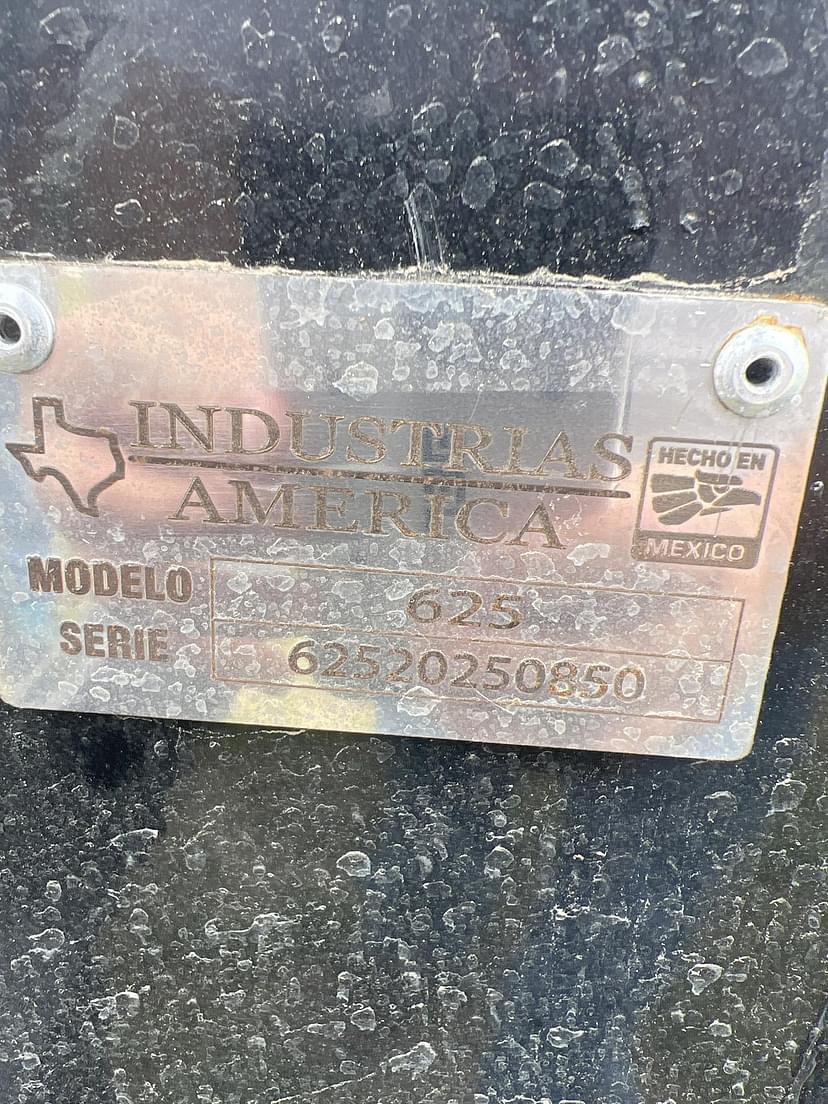 INDUSTRIAS
AMERICA
HECHO EN
MEXICO
MODELO 625
SERIE 62520250850